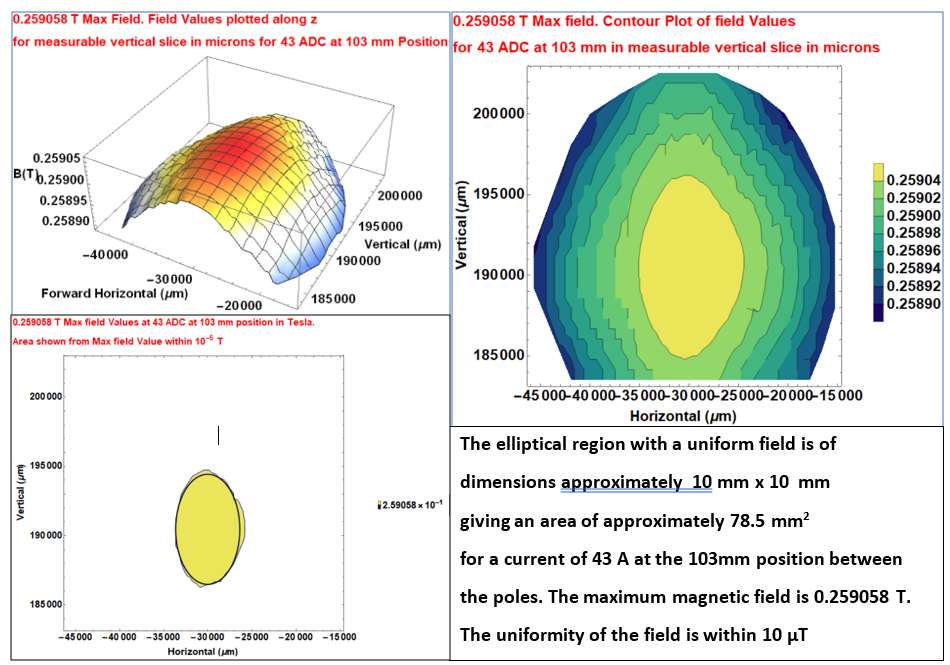 0.259058 T Max Field. Field Values plotted along z
for measurable vertical slice in microns for 43 ADC at 103 mm Position
0.25905
B(T)
0.25900
0.25895
0.25890
−40000
−30000
−20000
Forward Horizontal (μm)
200000
195000
Vertical (μm)
190000
185000
0.259058 T Max field. Contour Plot of field Values
for 43 ADC at 103 mm in measurable vertical slice in microns
200000
195000
190000
185000
Vertical (μm)
−45000−40000−35000−30000−25000−20000−15000
Horizontal (μm)
0.25904
0.25902
0.25900
0.25898
0.25896
0.25894
0.25892
0.25890
0.259058 T Max field Values at 43 ADC at 103 mm position in Tesla.
Area shown from Max field Value within 10⁻⁵ T
200000
195000
190000
185000
Vertical (μm)
−45000 −40000 −35000 −30000 −25000 −20000 −15000
Horizontal (μm)
2.59058 × 10⁻¹
The elliptical region with a uniform field is of
dimensions approximately 10 mm x 10 mm
giving an area of approximately 78.5 mm²
for a current of 43 A at the 103mm position between
the poles. The maximum magnetic field is 0.259058 T.
The uniformity of the field is within 10 μT